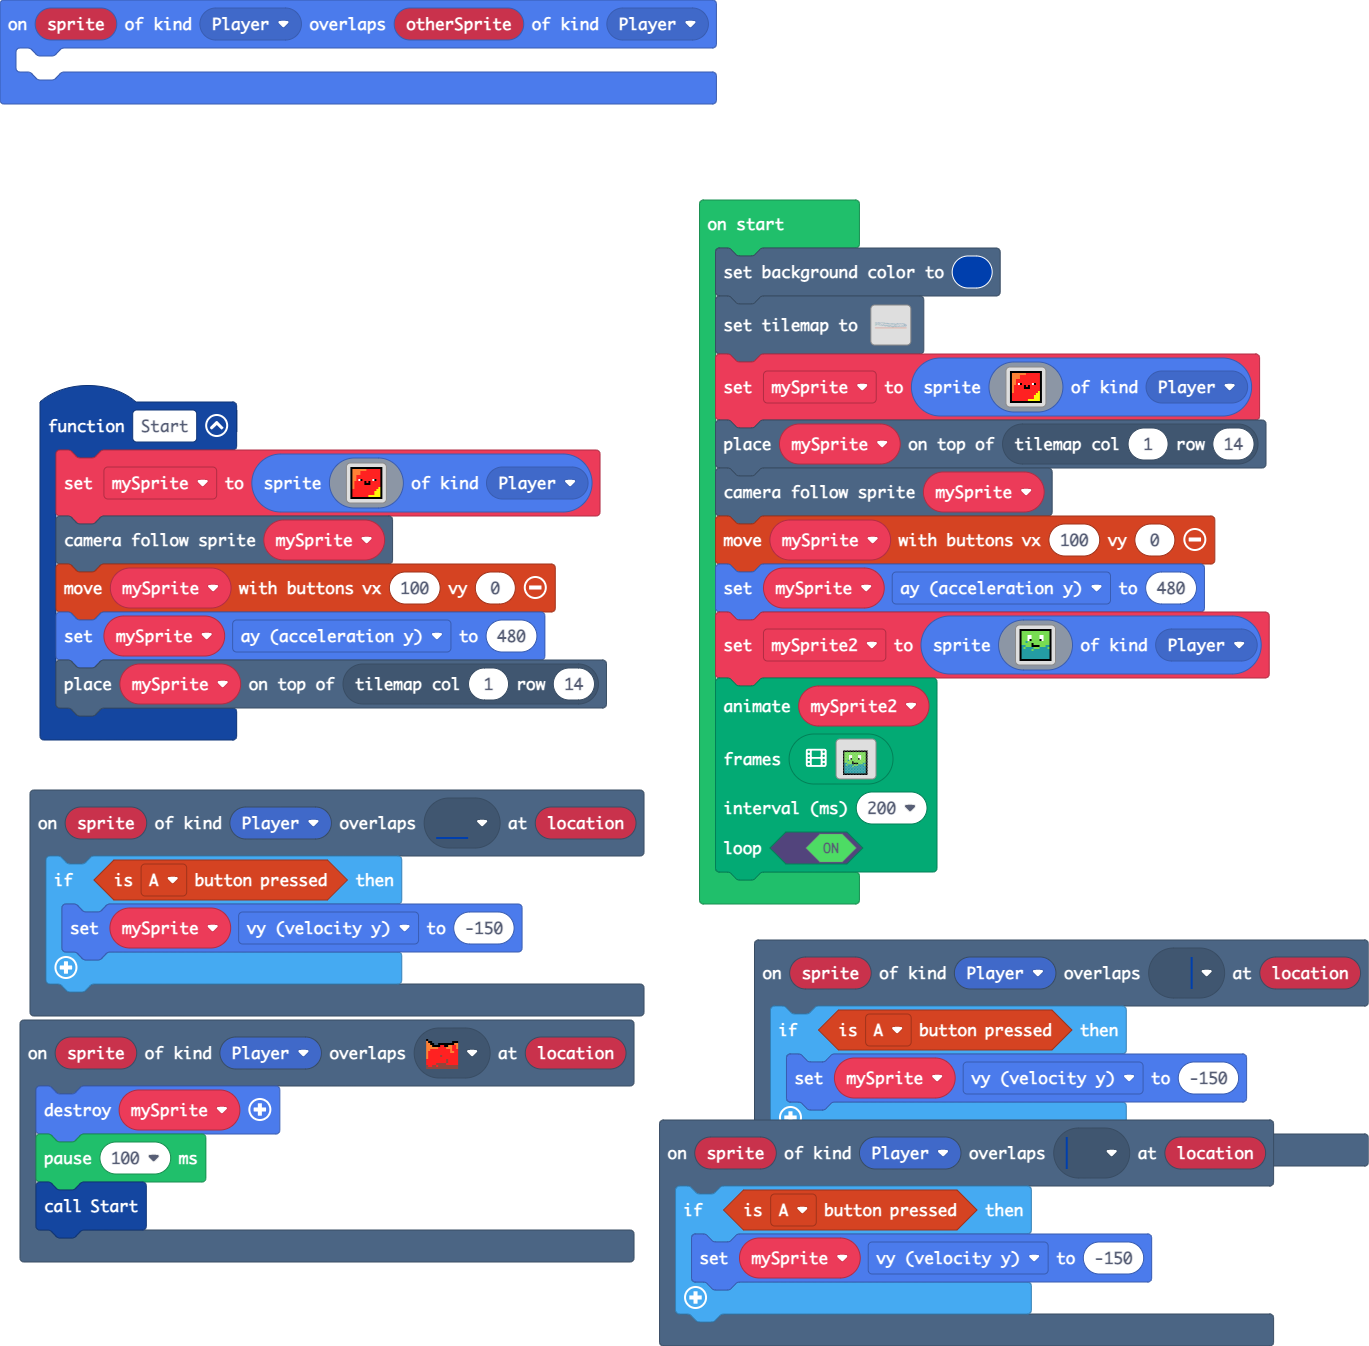 on sprite of kind Player overlaps otherSprite of kind Player
on start
set background color to
set tilemap to
set mySprite to sprite of kind Player
place mySprite on top of tilemap col 1 row 14
camera follow sprite mySprite
move mySprite with buttons vx 100 vy 0
set mySprite ay (acceleration y) to 480
set mySprite2 to sprite of kind Player
animate mySprite2
frames
interval (ms) 200
loop ON
function Start
set mySprite to sprite of kind Player
camera follow sprite mySprite
move mySprite with buttons vx 100 vy 0
set mySprite ay (acceleration y) to 480
place mySprite on top of tilemap col 1 row 14
on sprite of kind Player overlaps at location
if is A button pressed then
set mySprite vy (velocity y) to -150
on sprite of kind Player overlaps at location
destroy mySprite
pause 100 ms
call Start
on sprite of kind Player overlaps at location
if is A button pressed then
set mySprite vy (velocity y) to -150
on sprite of kind Player overlaps at location
if is A button pressed then
set mySprite vy (velocity y) to -150